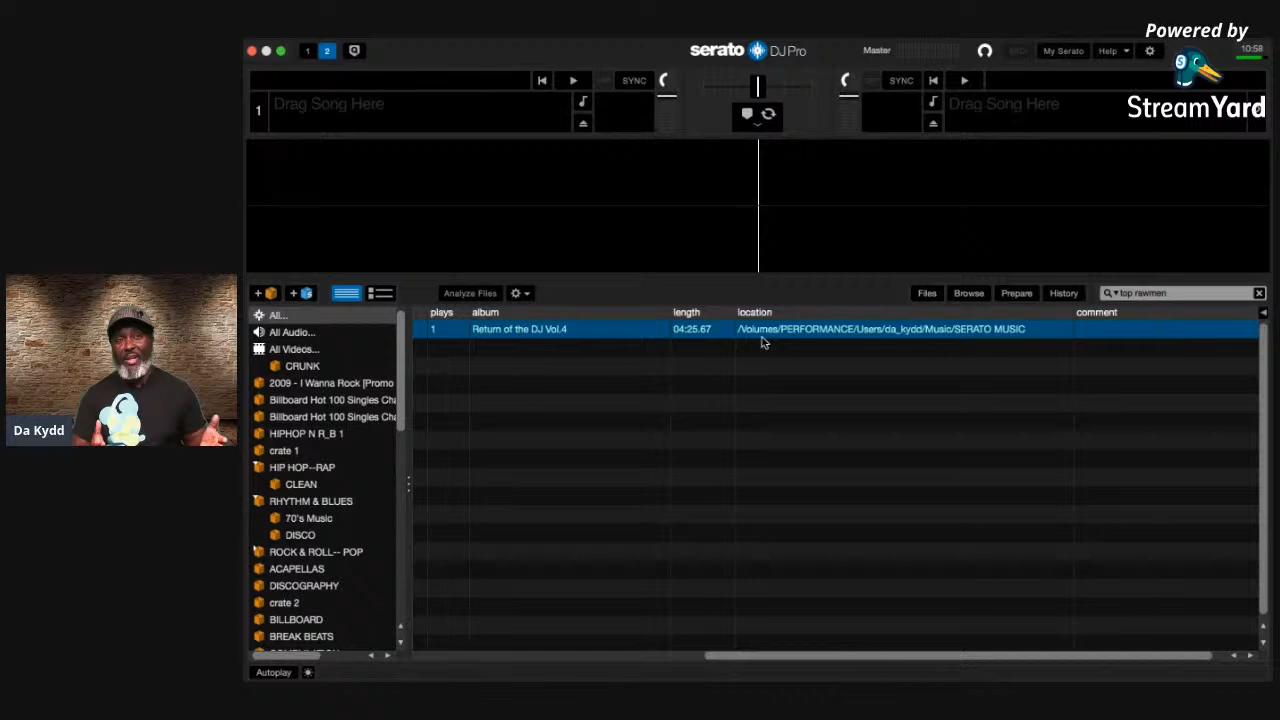 Powered by
StreamYard
1 2
serato DJ Pro
Master
MIDI
My Serato
Help
10:58
SYNC
SYNC
1
Drag Song Here
Drag Song Here
Analyze Files
Files
Browse
Prepare
History
top rawmen
plays album length location comment
1 Return of the DJ Vol.4 04:25.67 /Volumes/PERFORMANCE/Users/da_kydd/Music/SERATO MUSIC
All...
All Audio...
All Videos...
CRUNK
2009 - I Wanna Rock [Promo
Billboard Hot 100 Singles Cha
Billboard Hot 100 Singles Cha
HIPHOP N R_B 1
crate 1
HIP HOP--RAP
CLEAN
RHYTHM & BLUES
70's Music
DISCO
ROCK & ROLL-- POP
ACAPELLAS
DISCOGRAPHY
crate 2
BILLBOARD
BREAK BEATS
Autoplay
Da Kydd